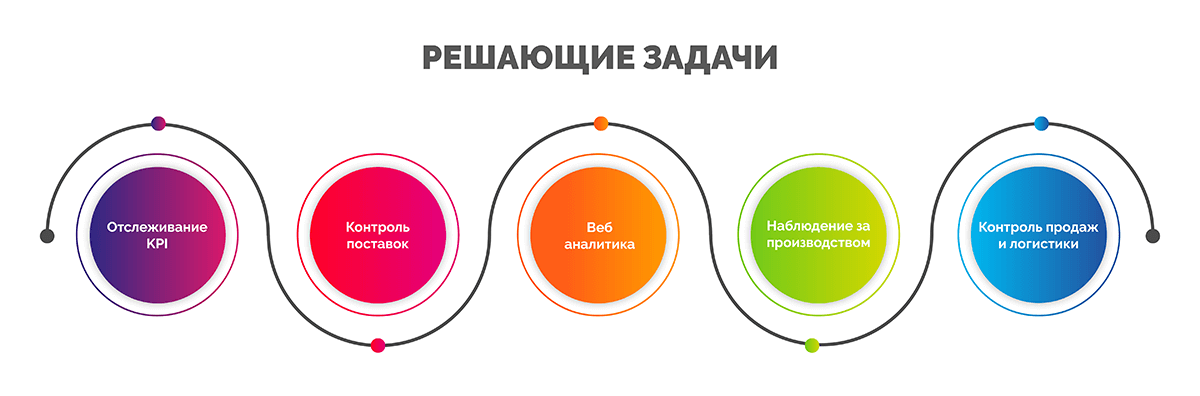 РЕШАЮЩИЕ ЗАДАЧИ
Отслеживание
KPI
Контроль
поставок
Веб
аналитика
Наблюдение за
производством
Контроль продаж
и логистики